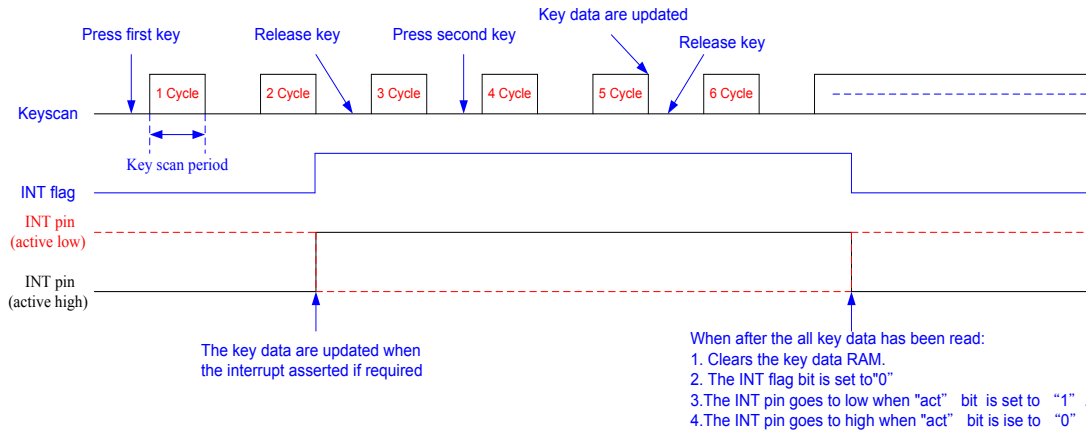 Key data are updated
Press first key
Release key
Press second key
Release key
1 Cycle
2 Cycle
3 Cycle
4 Cycle
5 Cycle
6 Cycle
Keyscan
Key scan period
INT flag
INT pin
(active low)
INT pin
(active high)
The key data are updated when
the interrupt asserted if required
When after the all key data has been read:
1. Clears the key data RAM.
2. The INT flag bit is set to"0”
3.The INT pin goes to low when "act” bit is set to “1” .
4.The INT pin goes to high when "act” bit is ise to “0”